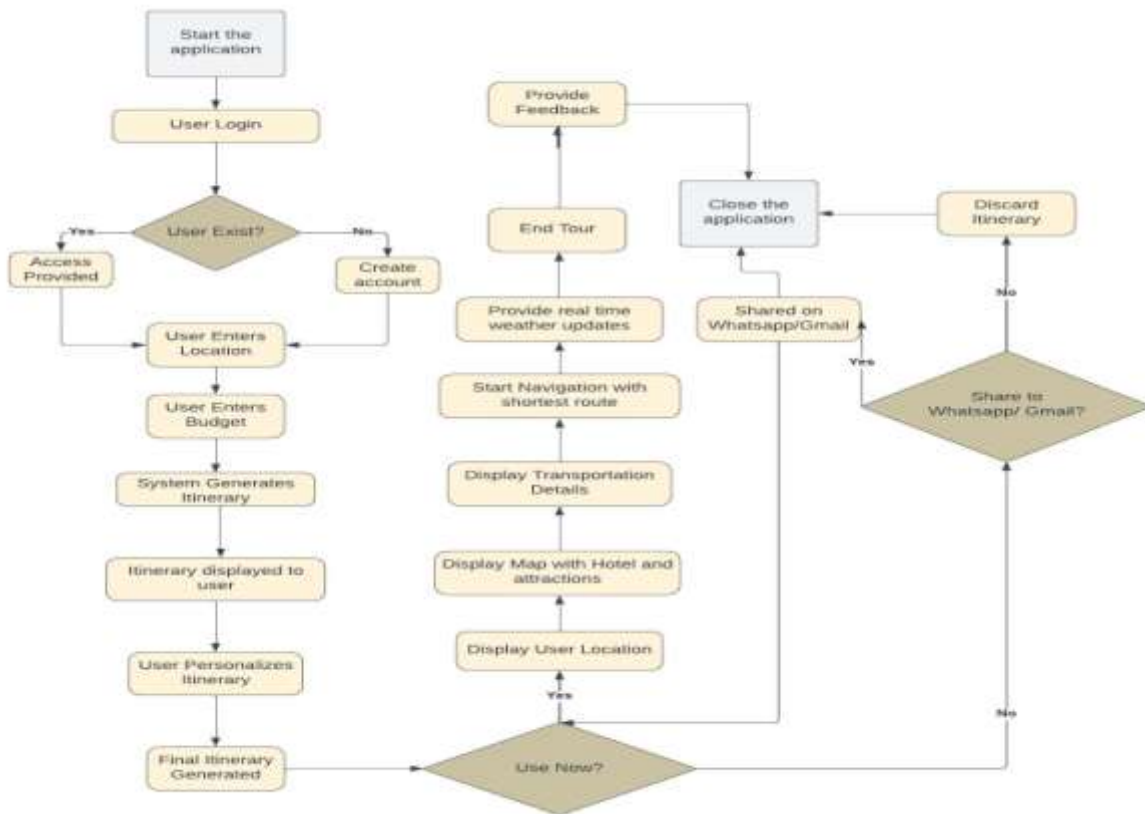 Start the
application
User Login
User Exist?
Yes
No
Access
Provided
Create
account
User Enters
Location
User Enters
Budget
System Generates
Itinerary
Itinerary displayed to
user
User Personalizes
Itinerary
Final Itinerary
Generated
Use Now?
Yes
No
Display User Location
Display Map with Hotel and
attractions
Display Transportation
Details
Start Navigation with
shortest route
Provide real time
weather updates
End Tour
Provide
Feedback
Close the
application
Shared on
Whatsapp/Gmail
Yes
Share to
Whatsapp/ Gmail?
No
Discard
Itinerary